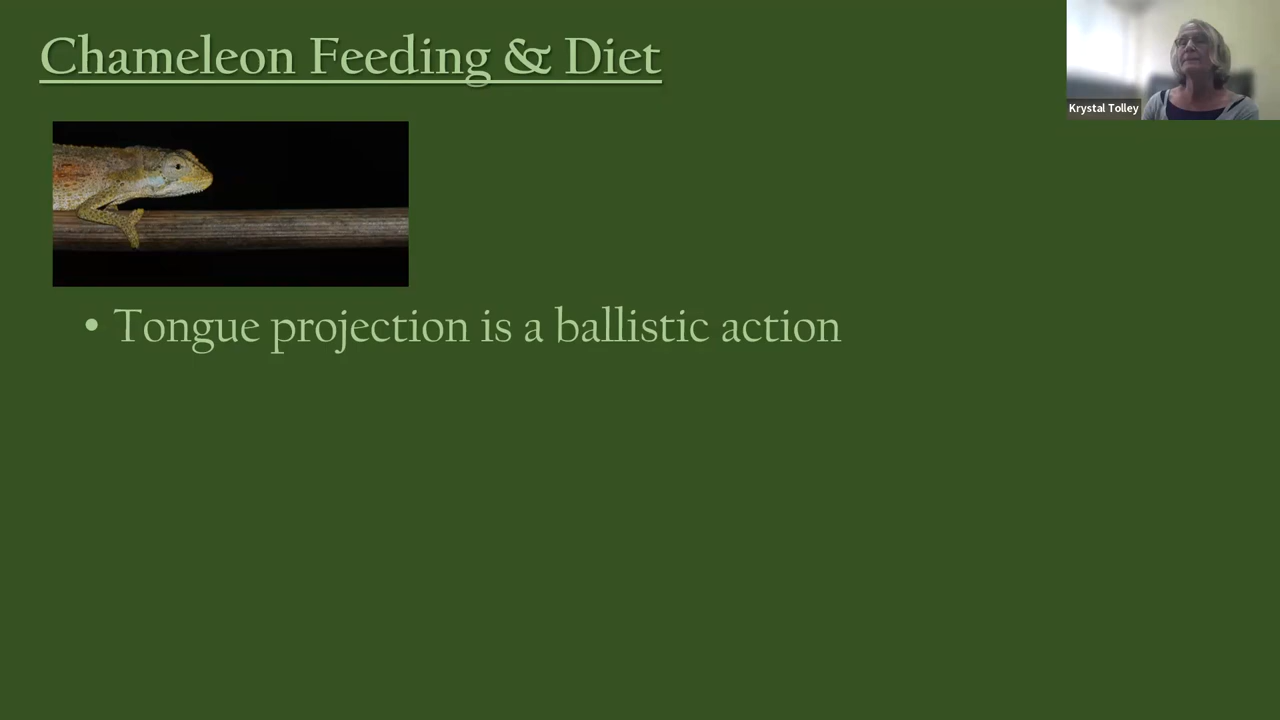 Chameleon Feeding & Diet
Krystal Tolley
• Tongue projection is a ballistic action